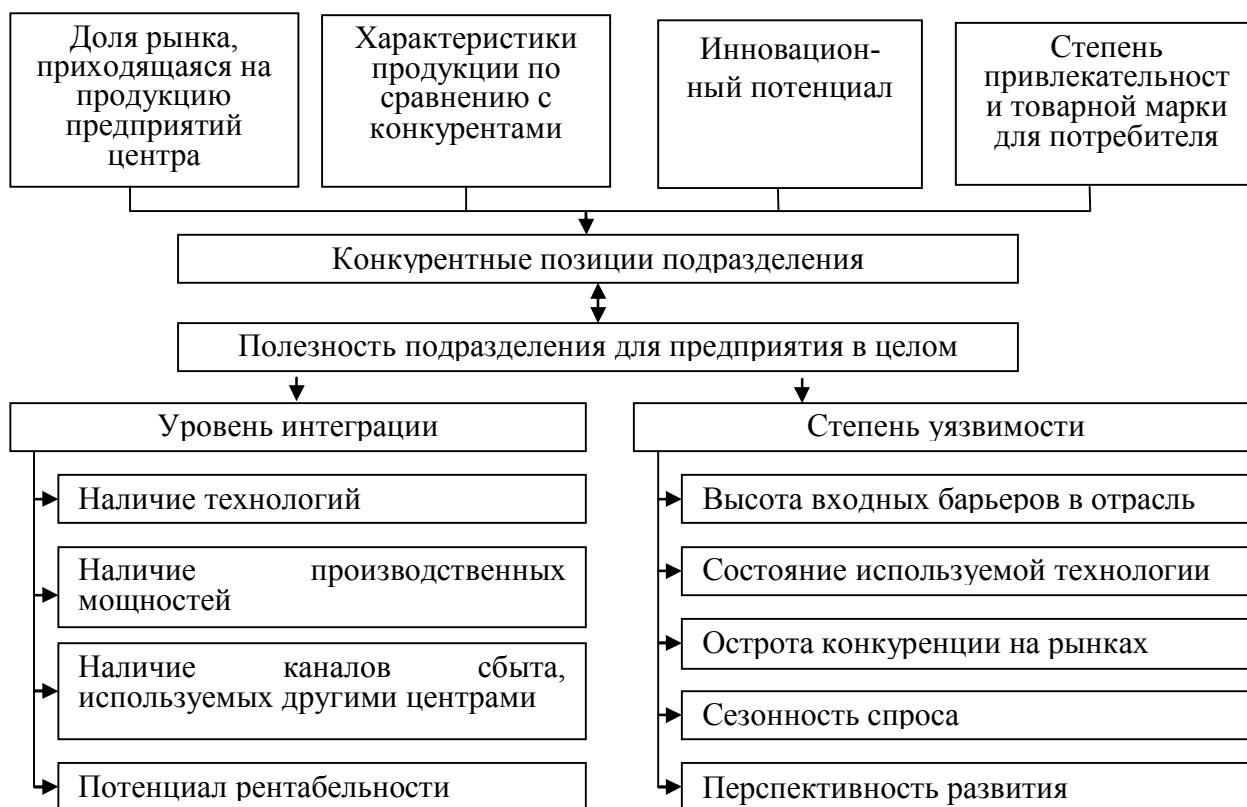 Доля рынка,
приходящаяся на
продукцию
предприятий
центра
Характеристики
продукции по
сравнению с
конкурентами
Инновацион-
ный потенциал
Степень
привлекательност
и товарной марки
для потребителя
Конкурентные позиции подразделения
Полезность подразделения для предприятия в целом
Уровень интеграции
Наличие технологий
Наличие производственных
мощностей
Наличие каналов сбыта,
используемых другими центрами
Потенциал рентабельности
Степень уязвимости
Высота входных барьеров в отрасль
Состояние используемой технологии
Острота конкуренции на рынках
Сезонность спроса
Перспективность развития